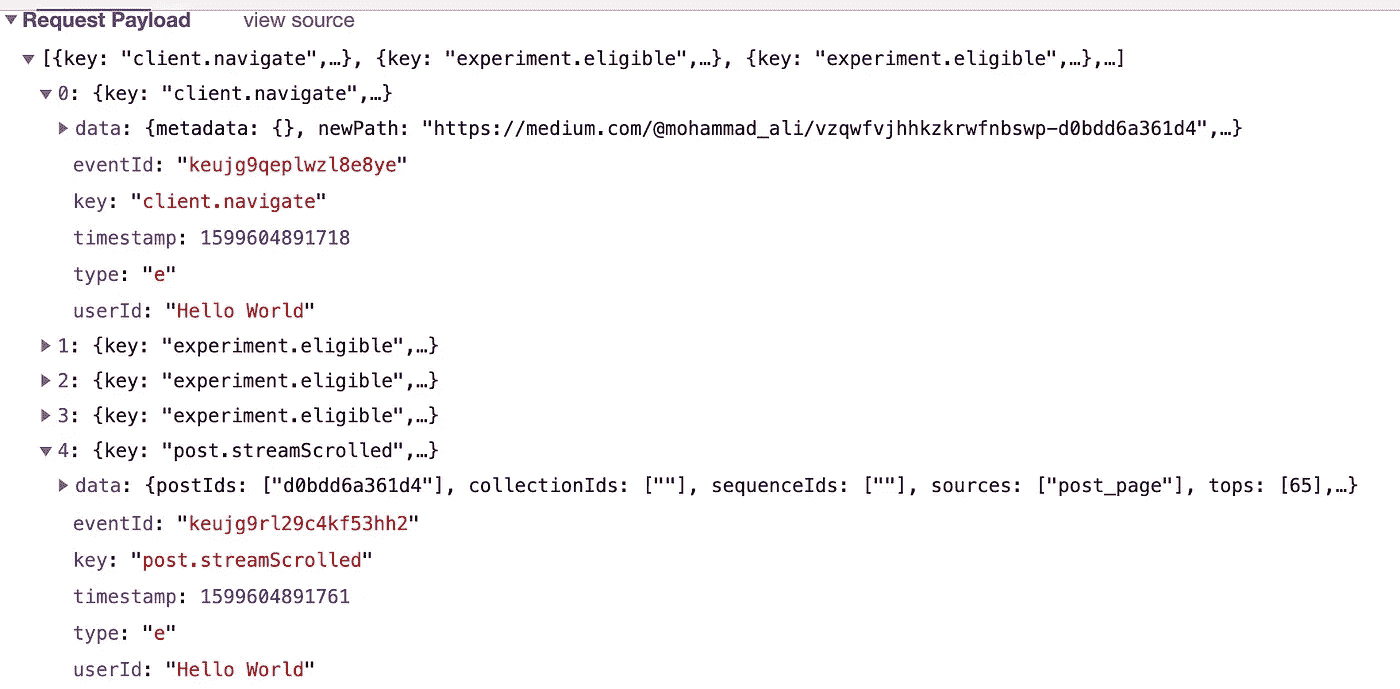 Request Payload view source
[{key: "client.navigate",…}, {key: "experiment.eligible",…}, {key: "experiment.eligible",…},…]
0: {key: "client.navigate",…}
data: {metadata: {}, newPath: "https://medium.com/@mohammad_ali/vzqwfvjhhkzkrwfnbswp-d0bdd6a361d4",…}
eventId: "keujg9qeplwzl8e8ye"
key: "client.navigate"
timestamp: 1599604891718
type: "e"
userId: "Hello World"
1: {key: "experiment.eligible",…}
2: {key: "experiment.eligible",…}
3: {key: "experiment.eligible",…}
4: {key: "post.streamScrolled",…}
data: {postIds: ["d0bdd6a361d4"], collectionIds: [""], sequenceIds: [""], sources: ["post_page"], tops: [65],…}
eventId: "keujg9rl29c4kf53hh2"
key: "post.streamScrolled"
timestamp: 1599604891761
type: "e"
userId: "Hello World"